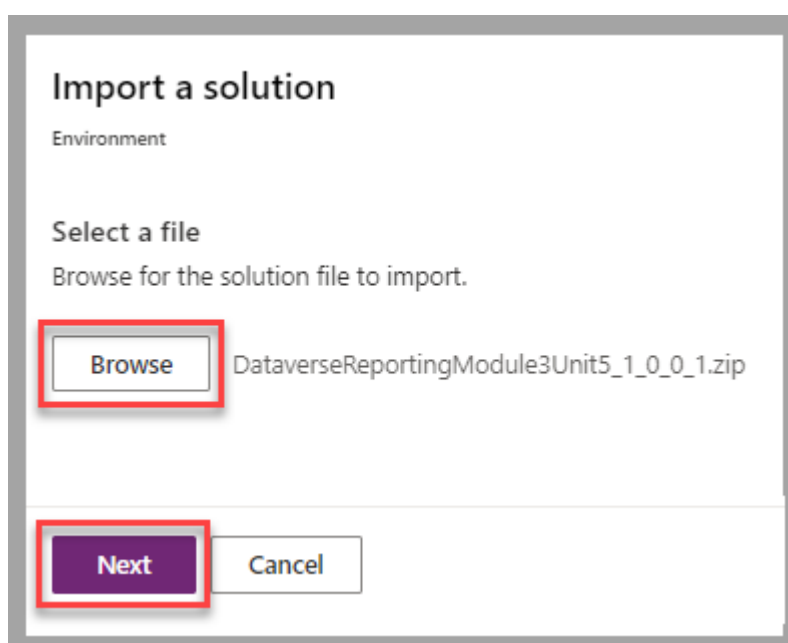 Import a solution
Environment
Select a file
Browse for the solution file to import.
Browse DataverseReportingModule3Unit5_1_0_0_1.zip
Next Cancel